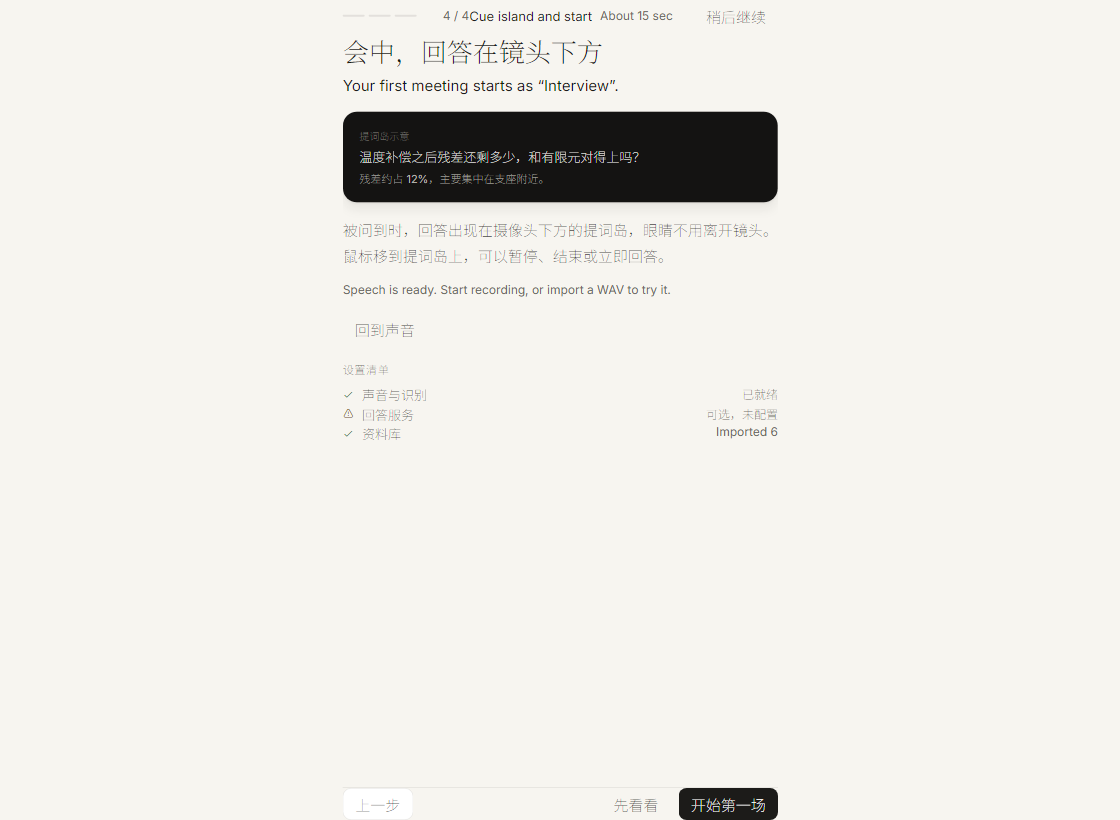 4 / 4Cue island and start About 15 sec 稍后继续
会中，回答在镜头下方
Your first meeting starts as “Interview”.
提词岛示意
温度补偿之后残差还剩多少，和有限元对得上吗？
残差约占 12%，主要集中在支座附近。
被问到时，回答出现在摄像头下方的提词岛，眼睛不用离开镜头。
鼠标移到提词岛上，可以暂停、结束或立即回答。
Speech is ready. Start recording, or import a WAV to try it.
回到声音
设置清单
声音与识别 已就绪
回答服务 可选，未配置
资料库 Imported 6
上一步 先看看 开始第一场